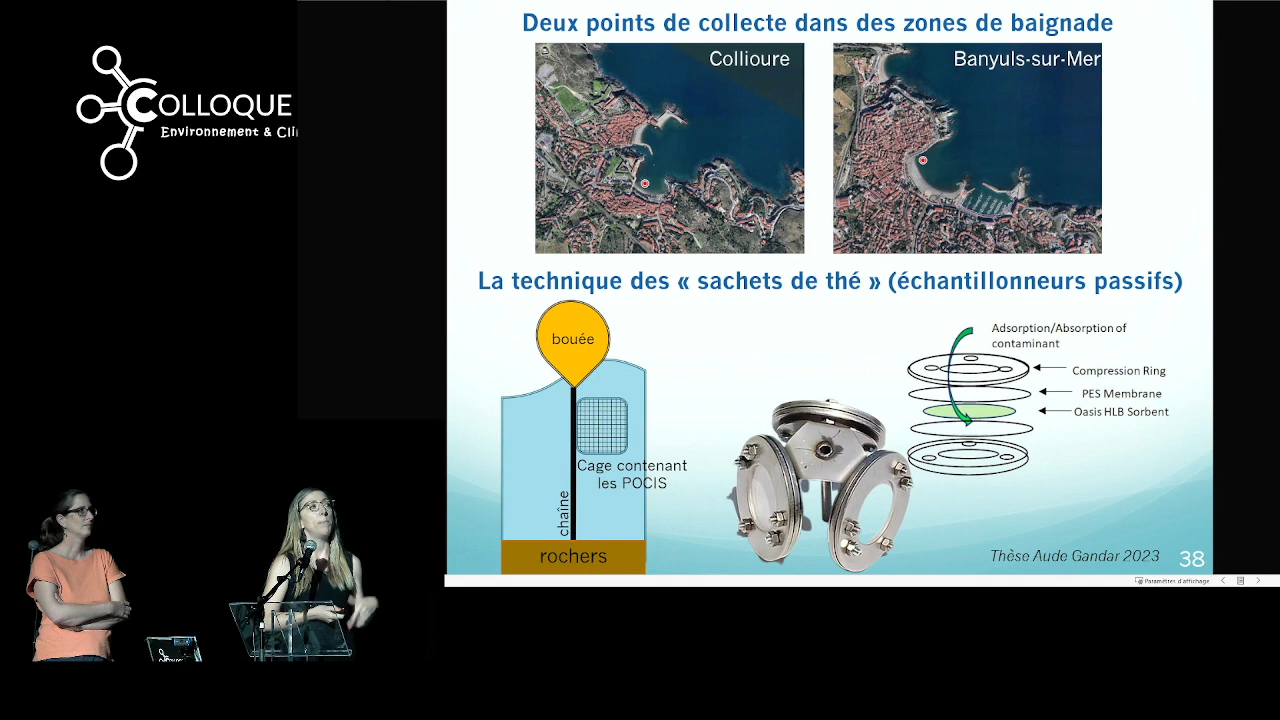 COLLOQUE
Environnement & Cli
Deux points de collecte dans des zones de baignade
Collioure
Banyuls-sur-Mer
La technique des « sachets de thé » (échantillonneurs passifs)
bouée
Cage contenant
les POCIS
chaîne
rochers
Adsorption/Absorption of
contaminant
Compression Ring
PES Membrane
Oasis HLB Sorbent
Thèse Aude Gandar 2023
38
Paramètres d'affichage